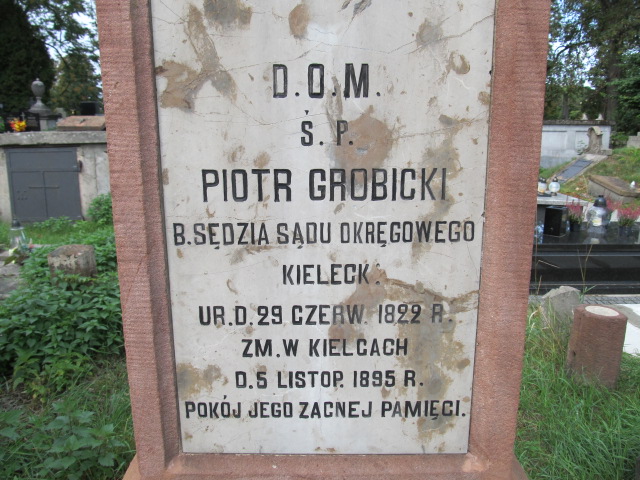 D.O.M.
Ś. P.
PIOTR GROBICKI
B. SĘDZIA SĄDU OKRĘGOWEGO
KIELECK.
UR. D. 29 CZERW. 1822 R.
ZM. W KIELCACH
D. 5 LISTOP. 1895 R.
POKÓJ JEGO ZACNEJ PAMIĘCI.